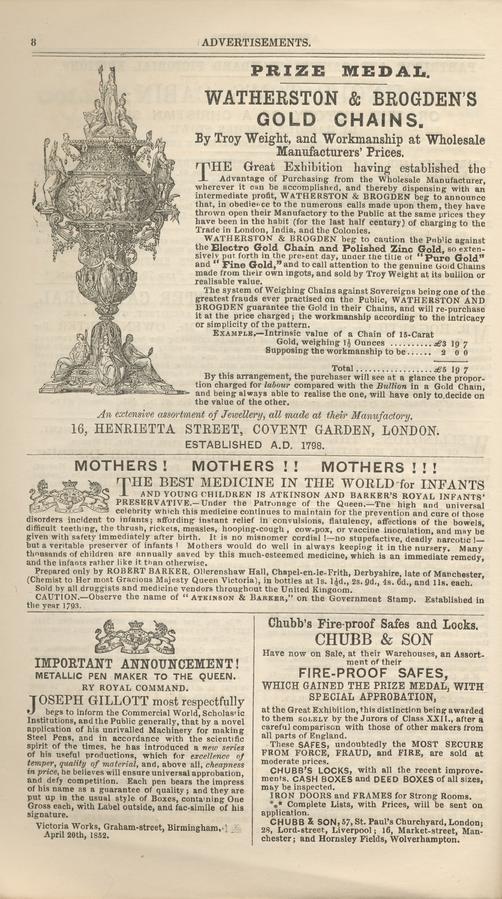 8
ADVERTISEMENTS.
PRIZE MEDAL.
WATHERSTON & BROGDEN'S
GOLD CHAINS.
By Troy Weight, and Workmanship at Wholesale
Manufacturers' Prices.
THE Great Exhibition having established the
Advantage of Purchasing from the Wholesale Manufacturer,
wherever it can be accomplished, and thereby dispensing with an
intermediate profit, WATHERSTON & BROGDEN beg to announce
that, in obedience to the numerous calls made upon them, they have
thrown open their Manufactory to the Public at the same prices they
have been in the habit (for the last half century) of charging to the
Trade in London, India, and the Colonies.
WATHERSTON & BROGDEN beg to caution the Public against
the Electro Gold Chain and Polished Zinc Gold, so exten-
sively put forth in the present day, under the title of "Pure Gold"
and "Fine Gold," and to call attention to the genuine Gold Chains
made from their own ingots, and sold by Troy Weight at its bullion or
realisable value.
The system of Weighing Chains against Sovereigns being one of the
greatest frauds ever practised on the Public, WATHERSTON AND
BROGDEN guarantee the Gold in their Chains, and will re-purchase
it at the price charged; the workmanship according to the intricacy
or simplicity of the pattern.
EXAMPLE.—Intrinsic value of a Chain of 15-Carat
Gold, weighing 1½ Ounces .......... £3 19 7
Supposing the workmanship to be...... 2 0 0
Total .................. £5 19 7
By this arrangement, the purchaser will see at a glance the propor-
tion charged for labour compared with the Bullion in a Gold Chain,
and being always able to realise the one, will have only to decide on
the value of the other.
An extensive assortment of Jewellery, all made at their Manufactory.
16, HENRIETTA STREET, COVENT GARDEN, LONDON.
ESTABLISHED A.D. 1798.
MOTHERS! MOTHERS!! MOTHERS!!!
THE BEST MEDICINE IN THE WORLD for INFANTS
AND YOUNG CHILDREN IS ATKINSON AND BARKER'S ROYAL INFANTS'
PRESERVATIVE.—Under the Patronage of the Queen.—The high and universal
celebrity which this medicine continues to maintain for the prevention and cure of those
disorders incident to infants; affording instant relief in convulsions, flatulency, affections of the bowels,
difficult teething, the thrush, rickets, measles, hooping-cough, cow-pox, or vaccine inoculation, and may be
given with safety immediately after birth. It is no misnomer cordial!—no stupefactive, deadly narcotic!—
but a veritable preserver of infants! Mothers would do well in always keeping it in the nursery. Many
thousands of children are annually saved by this much-esteemed medicine, which is an immediate remedy,
and the infants rather like it than otherwise.
Prepared only by ROBERT BARKER, Ollerenshaw Hall, Chapel-en-le-Frith, Derbyshire, late of Manchester,
(Chemist to Her most Gracious Majesty Queen Victoria), in bottles at 1s. 1½d., 2s. 9d., 4s. 6d., and 11s. each.
Sold by all druggists and medicine vendors throughout the United Kingdom.
CAUTION.—Observe the name of "ATKINSON & BARKER," on the Government Stamp. Established in
the year 1793.
IMPORTANT ANNOUNCEMENT!
METALLIC PEN MAKER TO THE QUEEN.
BY ROYAL COMMAND.
JOSEPH GILLOTT most respectfully
begs to inform the Commercial World, Scholastic
Institutions, and the Public generally, that by a novel
application of his unrivalled Machinery for making
Steel Pens, and in accordance with the scientific
spirit of the times, he has introduced a new series
of his useful productions, which for excellence of
temper, quality of material, and, above all, cheapness
in price, he believes will ensure universal approbation,
and defy competition. Each pen bears the impress
of his name as a guarantee of quality; and they are
put up in the usual style of Boxes, containing One
Gross each, with Label outside, and fac-simile of his
signature.
Victoria Works, Graham-street, Birmingham,
April 20th, 1852.
Chubb's Fire-proof Safes and Locks.
CHUBB & SON
Have now on Sale, at their Warehouses, an Assort-
ment of their
FIRE-PROOF SAFES,
WHICH GAINED THE PRIZE MEDAL, WITH
SPECIAL APPROBATION,
at the Great Exhibition, this distinction being awarded
to them SOLELY by the Jurors of Class XXII., after a
careful comparison with those of other makers from
all parts of England.
These SAFES, undoubtedly the MOST SECURE
FROM FORCE, FRAUD, and FIRE, are sold at
moderate prices.
CHUBB'S LOCKS, with all the recent improve-
ments. CASH BOXES and DEED BOXES of all sizes,
may be inspected.
IRON DOORS and FRAMES for Strong Rooms.
*⁎* Complete Lists, with Prices, will be sent on
application.
CHUBB & SON, 57, St. Paul's Churchyard, London;
28, Lord-street, Liverpool; 16, Market-street, Man-
chester; and Hornsley Fields, Wolverhampton.